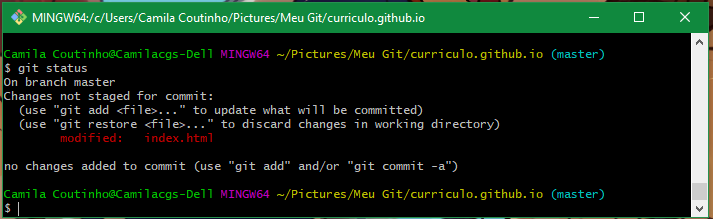 MINGW64:/c/Users/Camila Coutinho/Pictures/Meu Git/curriculo.github.io
Camila Coutinho@Camilacgs-Dell MINGW64 ~/Pictures/Meu Git/curriculo.github.io (master)
$ git status
On branch master
Changes not staged for commit:
  (use "git add <file>..." to update what will be committed)
  (use "git restore <file>..." to discard changes in working directory)
        modified:   index.html

no changes added to commit (use "git add" and/or "git commit -a")

Camila Coutinho@Camilacgs-Dell MINGW64 ~/Pictures/Meu Git/curriculo.github.io (master)
$